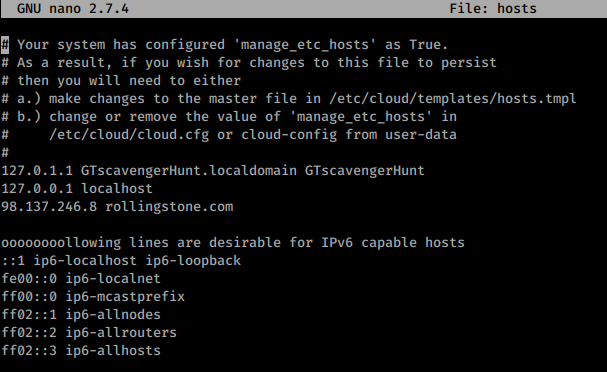 GNU nano 2.7.4 File: hosts
# Your system has configured 'manage_etc_hosts' as True.
# As a result, if you wish for changes to this file to persist
# then you will need to either
# a.) make changes to the master file in /etc/cloud/templates/hosts.tmpl
# b.) change or remove the value of 'manage_etc_hosts' in
#     /etc/cloud/cloud.cfg or cloud-config from user-data
#
127.0.1.1 GTscavengerHunt.localdomain GTscavengerHunt
127.0.0.1 localhost
98.137.246.8 rollingstone.com
oooooooollowing lines are desirable for IPv6 capable hosts
::1 ip6-localhost ip6-loopback
fe00::0 ip6-localnet
ff00::0 ip6-mcastprefix
ff02::1 ip6-allnodes
ff02::2 ip6-allrouters
ff02::3 ip6-allhosts